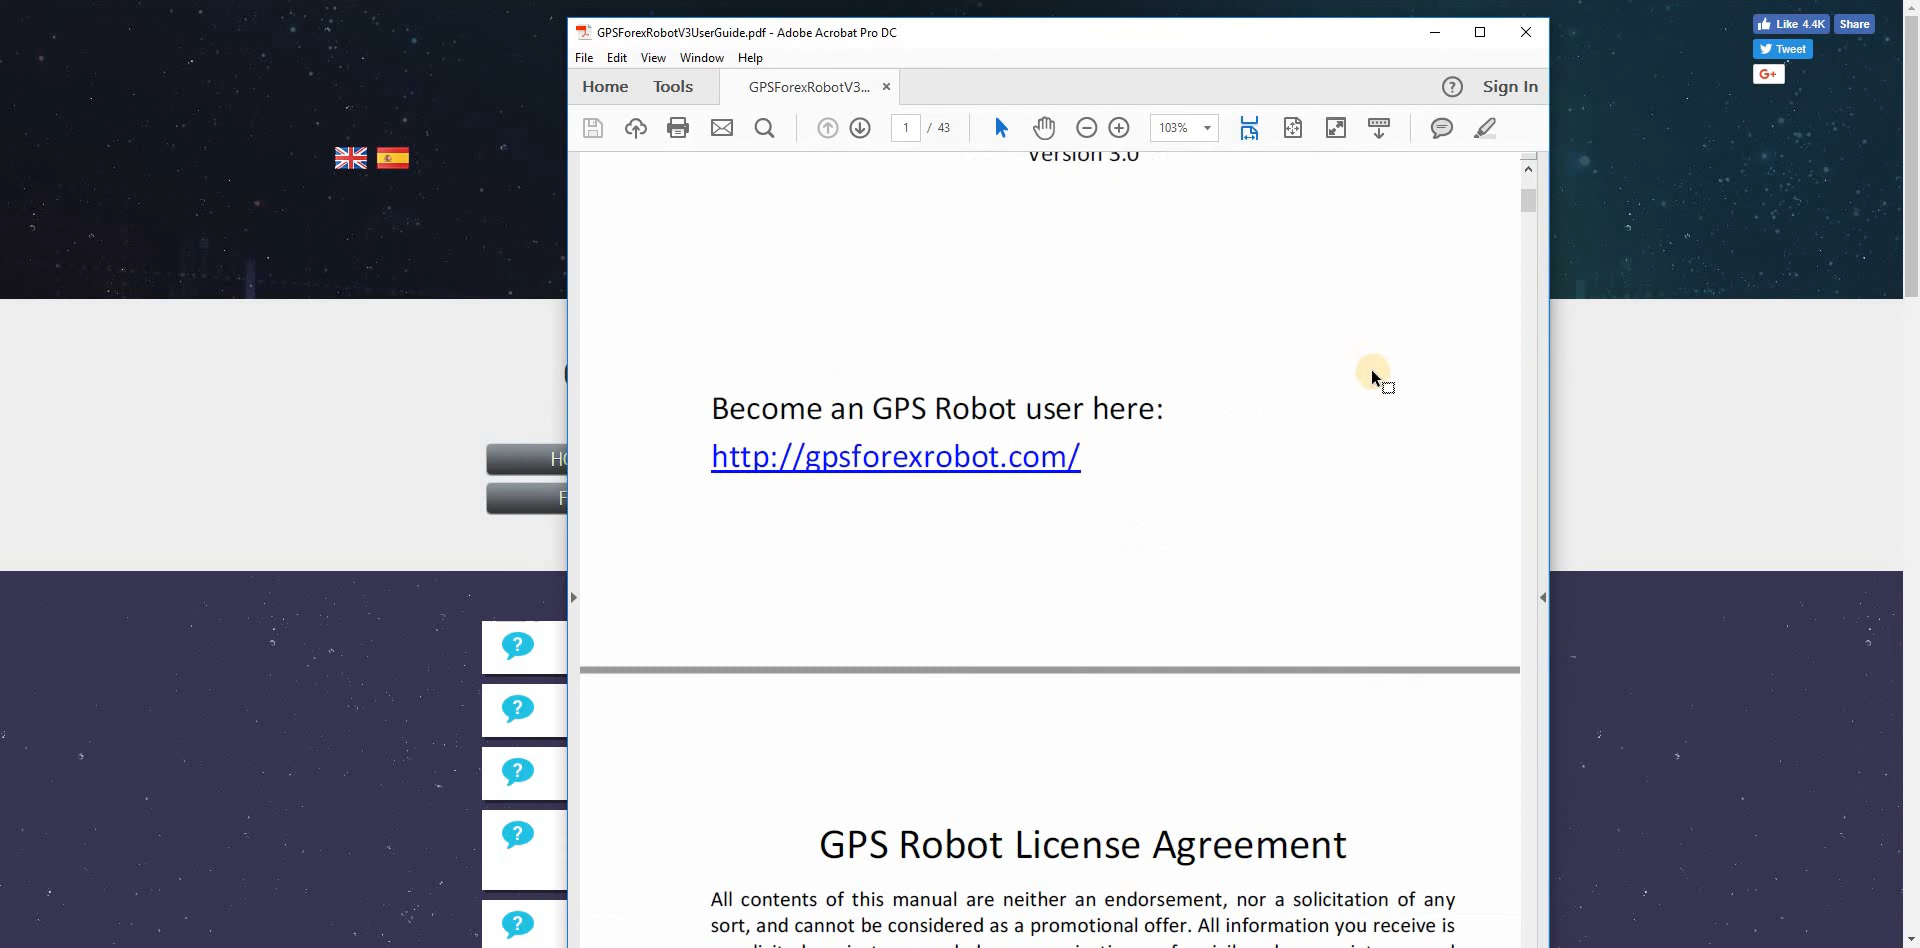 GPSForexRobotV3UserGuide.pdf - Adobe Acrobat Pro DC
File Edit View Window Help
Home Tools GPSForexRobotV3... × ? Sign In
1 / 43 103%
Like 4.4K Share
Tweet
G+
Version 3.0
Become an GPS Robot user here:
http://gpsforexrobot.com/
GPS Robot License Agreement
All contents of this manual are neither an endorsement, nor a solicitation of any
sort, and cannot be considered as a promotional offer. All information you receive is